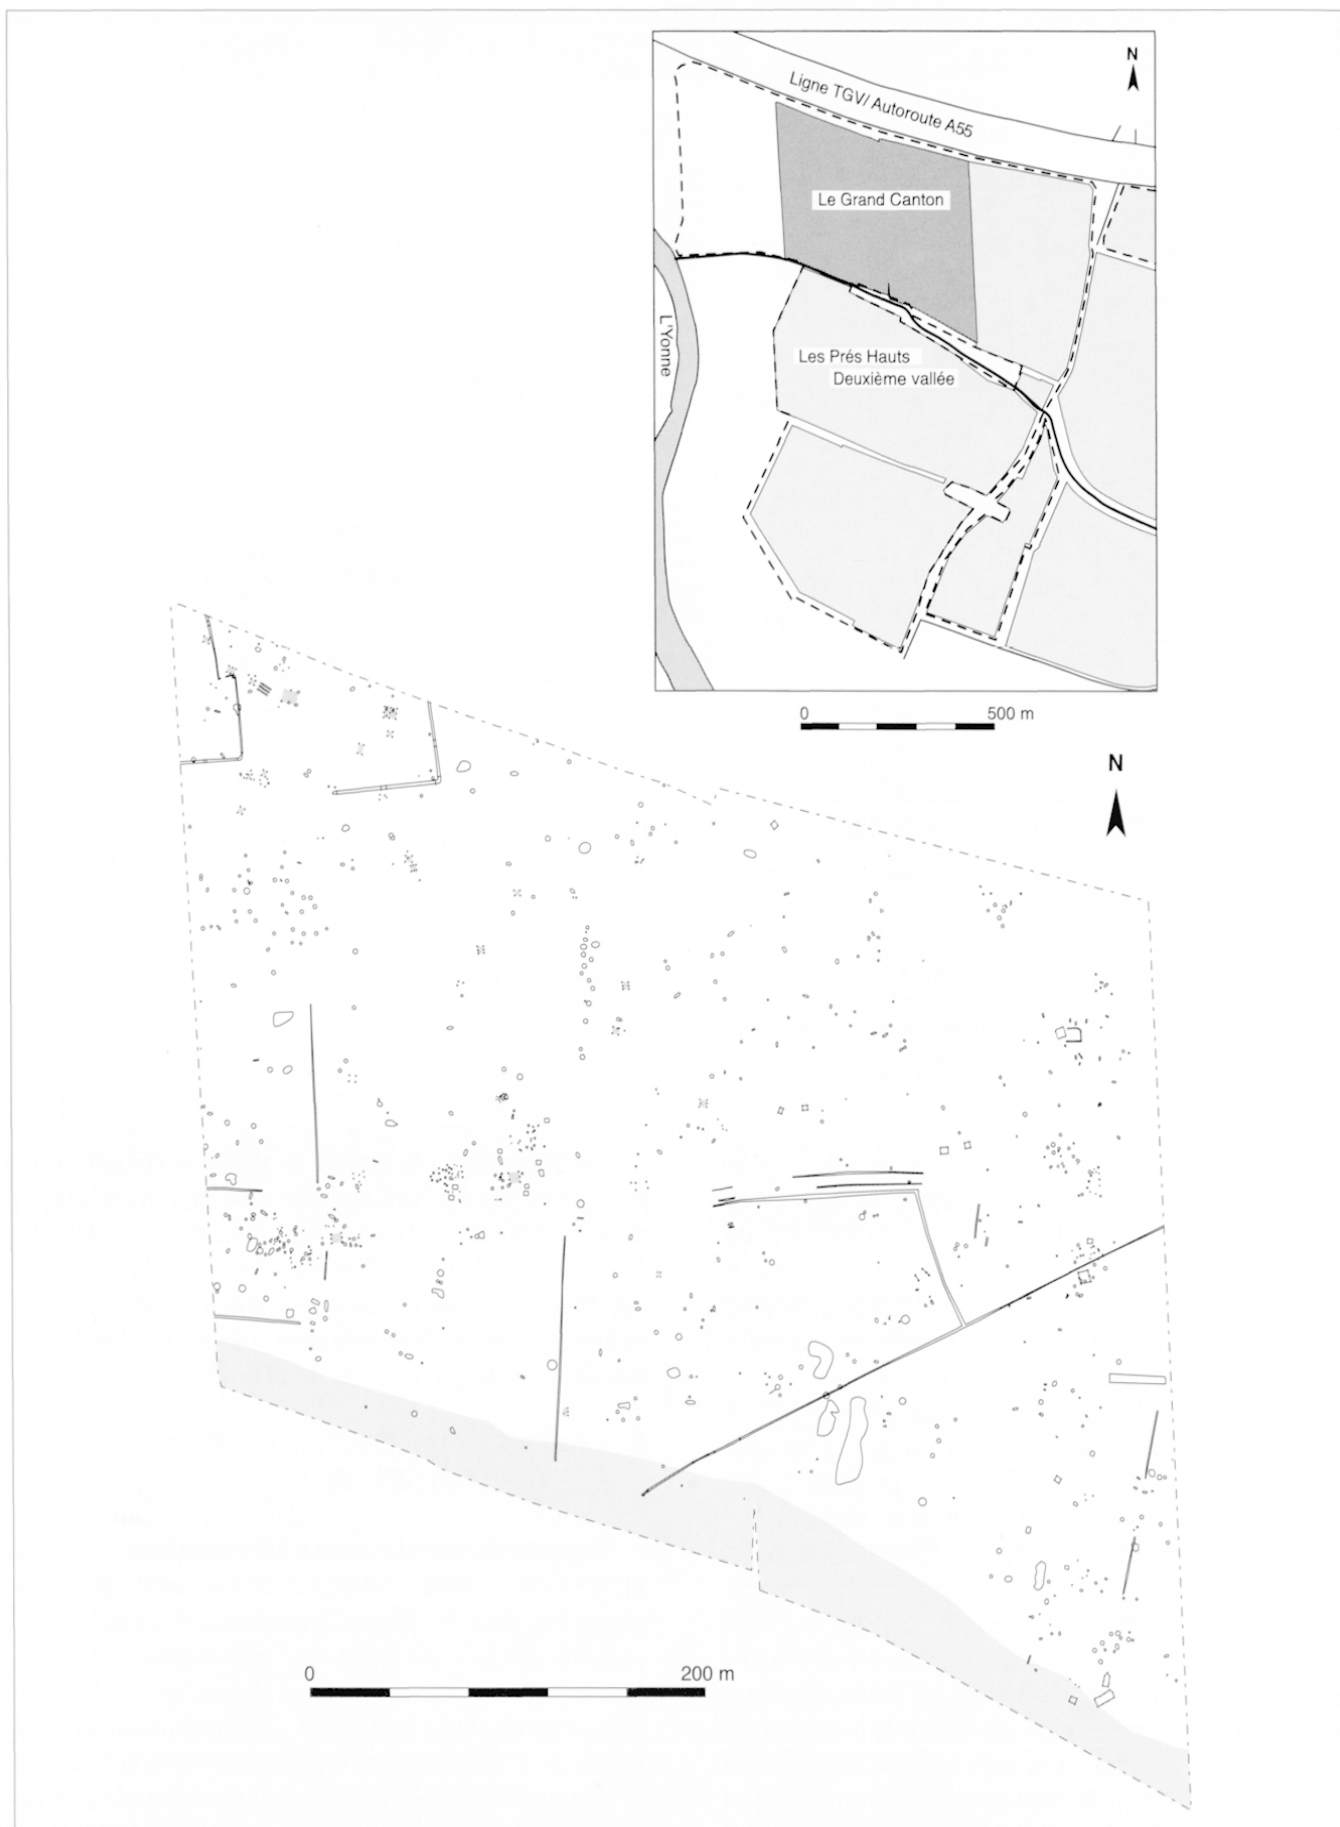 N
Ligne TGV/ Autoroute A55
Le Grand Canton
L'Yonne
Les Prés Hauts
Deuxième vallée
0 500 m
N
0 200 m